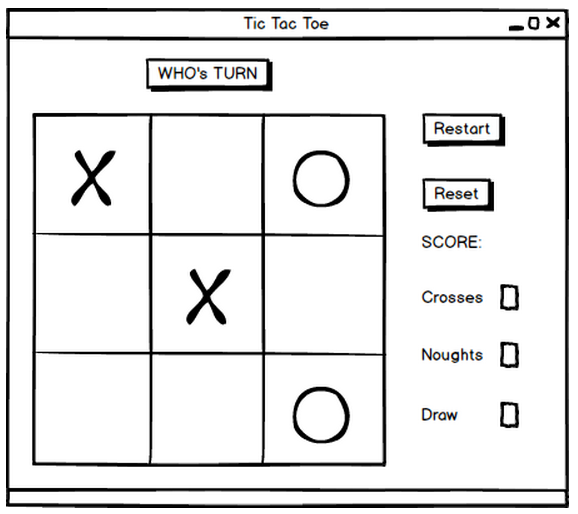 Tic Tac Toe
WHO's TURN
Restart
X
O
Reset
SCORE:
X
Crosses
Noughts
O
Draw